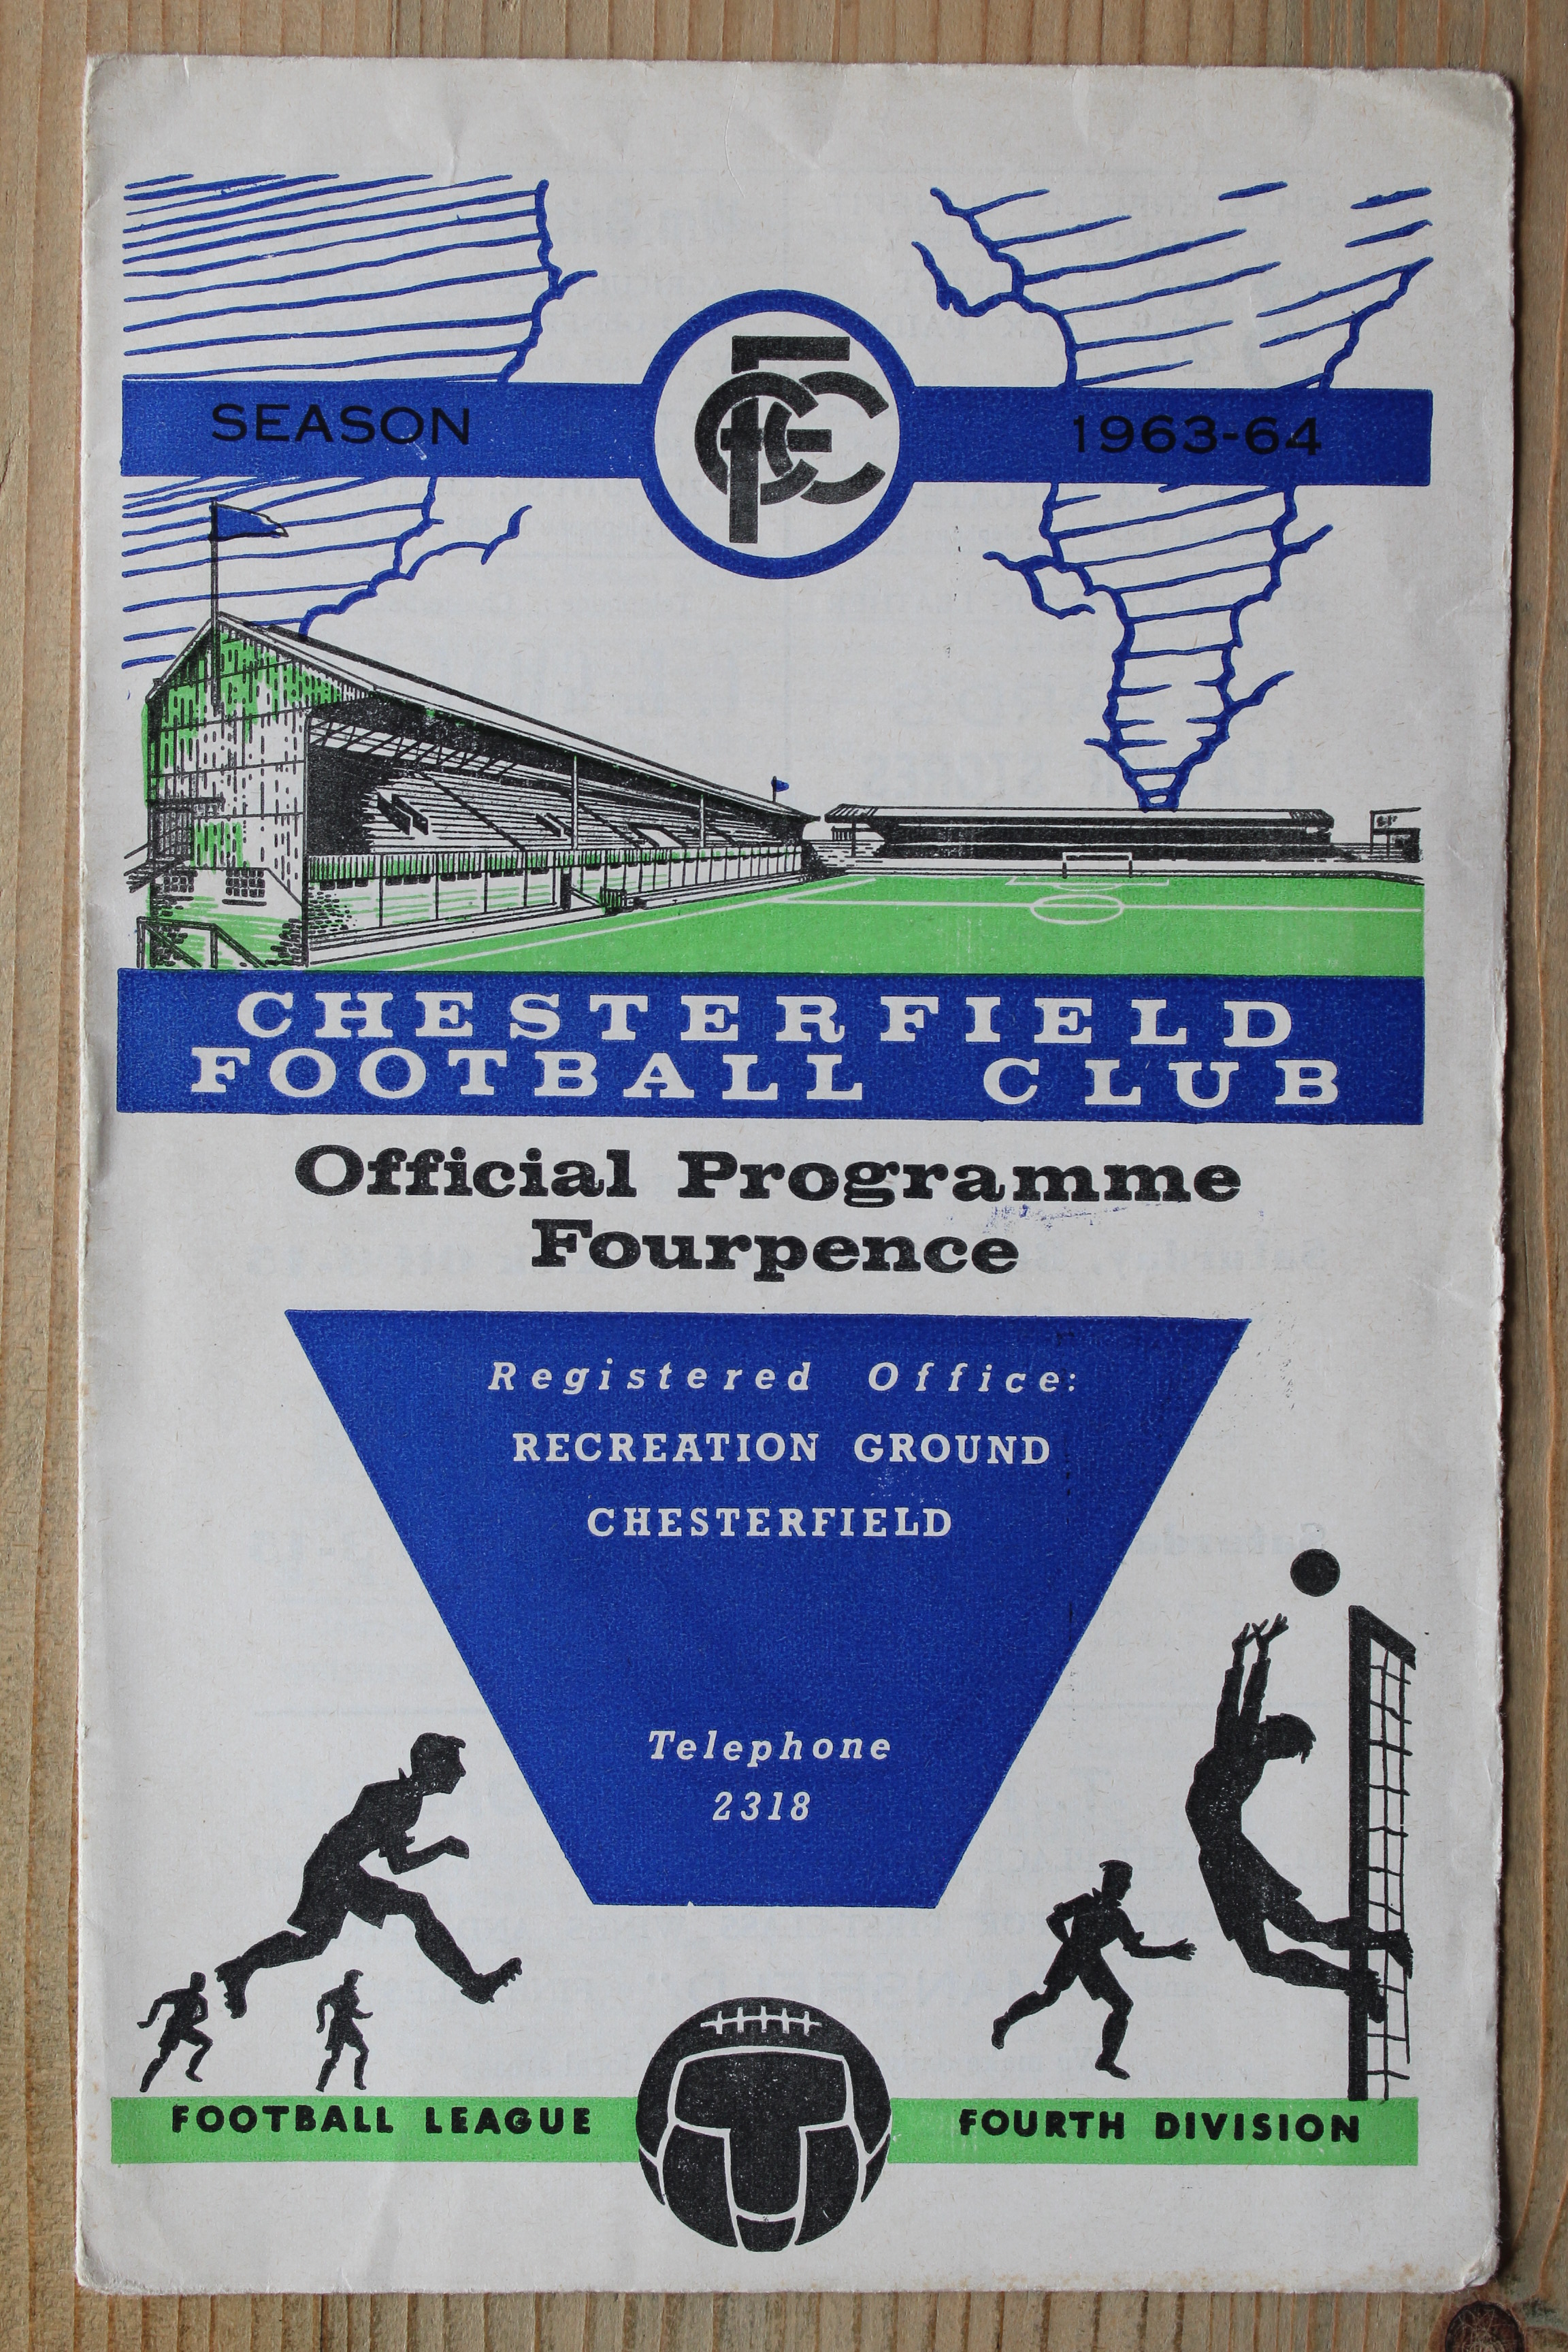 SEASON 1963-64
CFC
CHESTERFIELD
FOOTBALL CLUB
Official Programme
Fourpence
Registered Office:
RECREATION GROUND
CHESTERFIELD
Telephone
2318
FOOTBALL LEAGUE FOURTH DIVISION